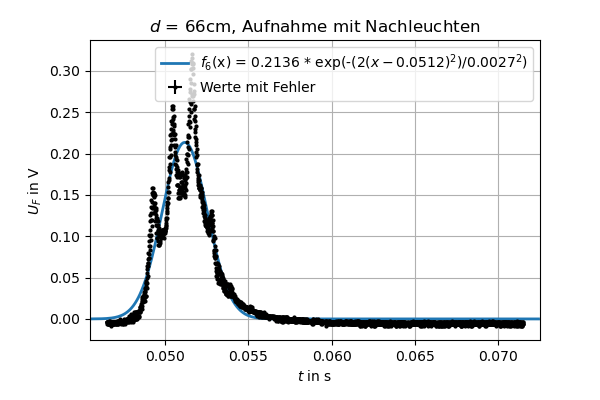 d = 66cm, Aufnahme mit Nachleuchten
f₆(x) = 0.2136 * exp(-(2(x − 0.0512)²)/0.0027²)
Werte mit Fehler
0.30
0.25
0.20
0.15
0.10
0.05
0.00
U_F in V
0.050 0.055 0.060 0.065 0.070
t in s